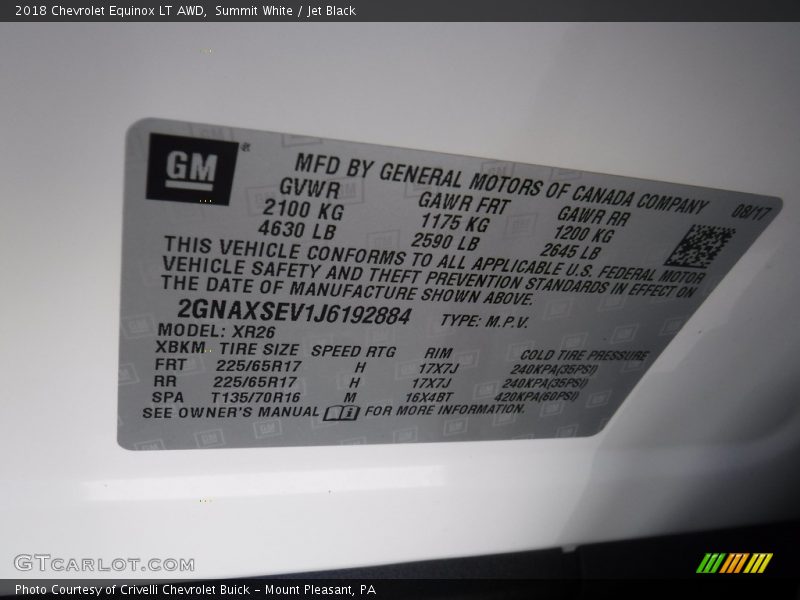 2018 Chevrolet Equinox LT AWD,  Summit White / Jet Black
GM®
MFD BY GENERAL MOTORS OF CANADA COMPANY
GVWR GAWR FRT GAWR RR 08/17
2100 KG 1175 KG 1200 KG
4630 LB 2590 LB 2645 LB
THIS VEHICLE CONFORMS TO ALL APPLICABLE U.S. FEDERAL MOTOR
VEHICLE SAFETY AND THEFT PREVENTION STANDARDS IN EFFECT ON
THE DATE OF MANUFACTURE SHOWN ABOVE.
2GNAXSEV1J6192884 TYPE: M.P.V.
MODEL: XR26
XBKM TIRE SIZE SPEED RTG RIM COLD TIRE PRESSURE
FRT 225/65R17 H 17X7J 240KPA(35PSI)
RR 225/65R17 H 17X7J 240KPA(35PSI)
SPA T135/70R16 M 16X4BT 420KPA(60PSI)
SEE OWNER'S MANUAL FOR MORE INFORMATION.
GTcarlot.com
Photo Courtesy of Crivelli Chevrolet Buick - Mount Pleasant, PA